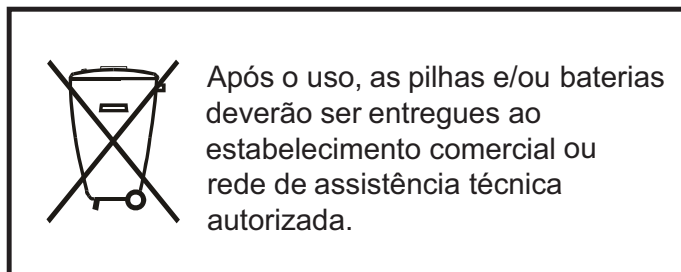 Após o uso, as pilhas e/ou baterias
deverão ser entregues ao
estabelecimento comercial ou
rede de assistência técnica
autorizada.